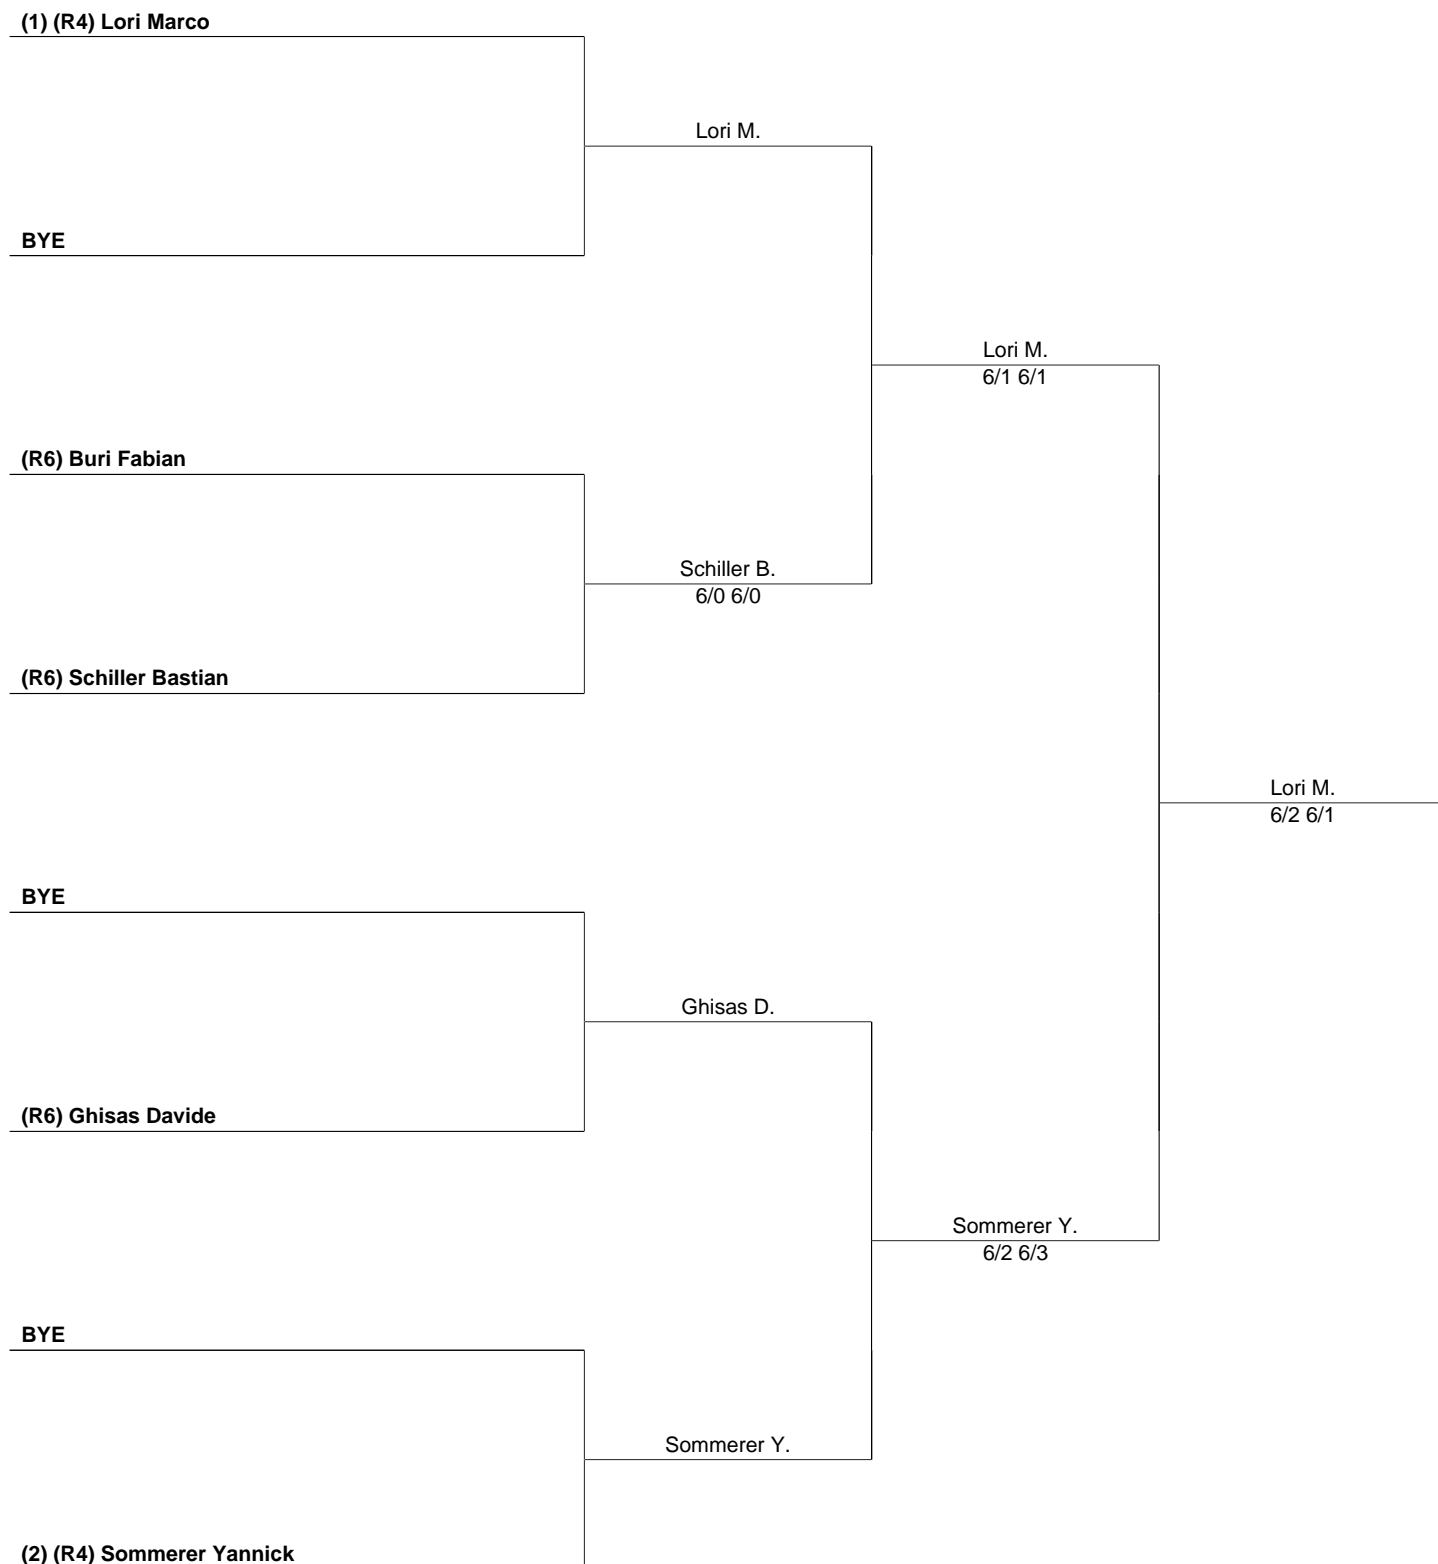 (1) (R4) Lori Marco
Lori M.
BYE
Lori M.
6/1 6/1
(R6) Buri Fabian
Schiller B.
6/0 6/0
(R6) Schiller Bastian
Lori M.
6/2 6/1
BYE
Ghisas D.
(R6) Ghisas Davide
Sommerer Y.
6/2 6/3
BYE
Sommerer Y.
(2) (R4) Sommerer Yannick